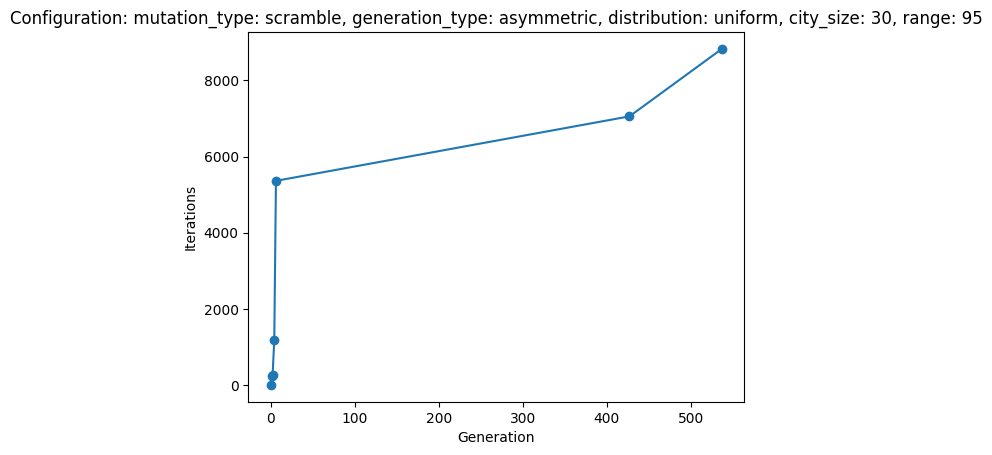 Configuration: mutation_type: scramble, generation_type: asymmetric, distribution: uniform, city_size: 30, range: 95
8000
6000
4000
2000
0
Iterations
0 100 200 300 400 500
Generation